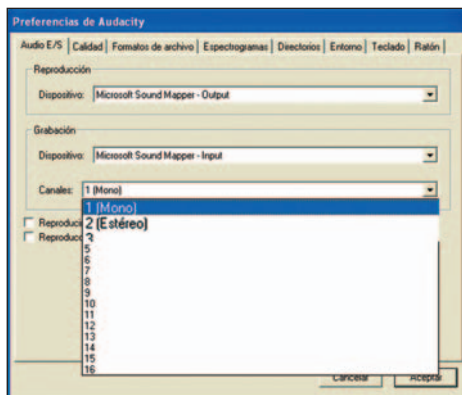 Preferencias de Audacity
Audio E/S Calidad Formatos de archivo Espectrogramas Directorios Entorno Teclado Ratón
Reproducción
Dispositivo: Microsoft Sound Mapper - Output
Grabación
Dispositivo: Microsoft Sound Mapper - Input
Canales: 1 (Mono)
1 (Mono)
2 (Estéreo)
3
5
6
7
8
9
10
11
12
13
14
15
16
Cancelar Aceptar